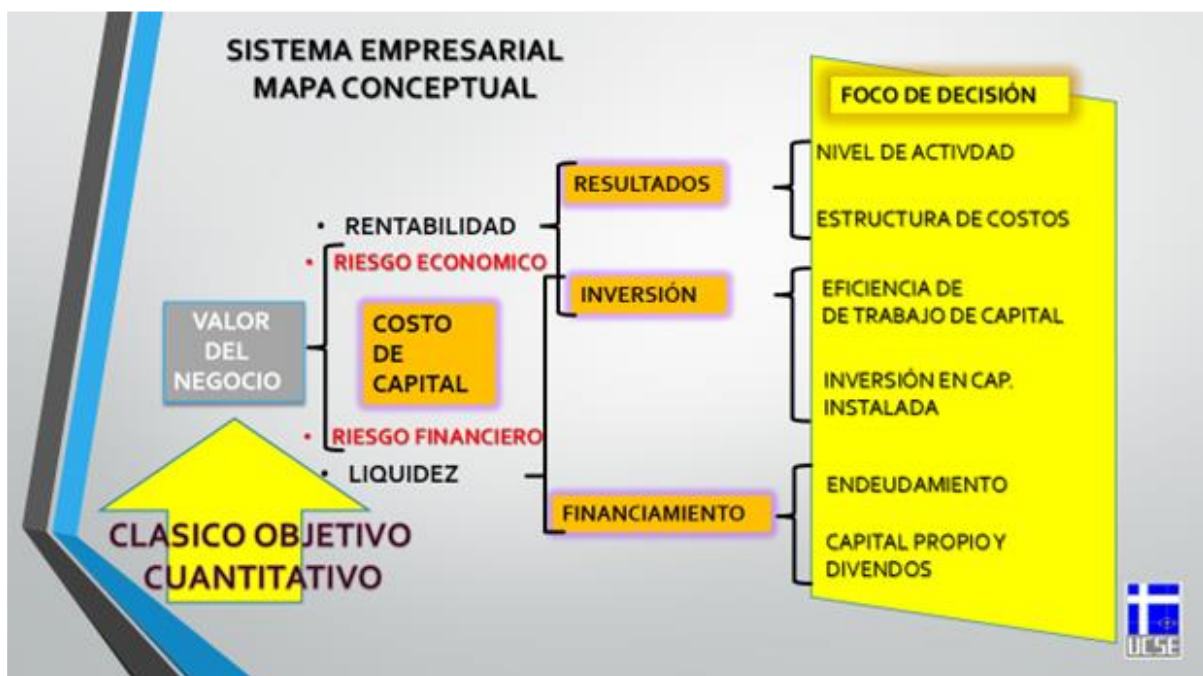 SISTEMA EMPRESARIAL
MAPA CONCEPTUAL
FOCO DE DECISIÓN
NIVEL DE ACTIVDAD
RESULTADOS
ESTRUCTURA DE COSTOS
• RENTABILIDAD
• RIESGO ECONOMICO
INVERSIÓN
EFICIENCIA DE
DE TRABAJO DE CAPITAL
VALOR
DEL
NEGOCIO
COSTO
DE
CAPITAL
INVERSIÓN EN CAP.
INSTALADA
• RIESGO FINANCIERO
• LIQUIDEZ
ENDEUDAMIENTO
FINANCIAMIENTO
CAPITAL PROPIO Y
DIVENDOS
CLASICO OBJETIVO
CUANTITATIVO
UCSE